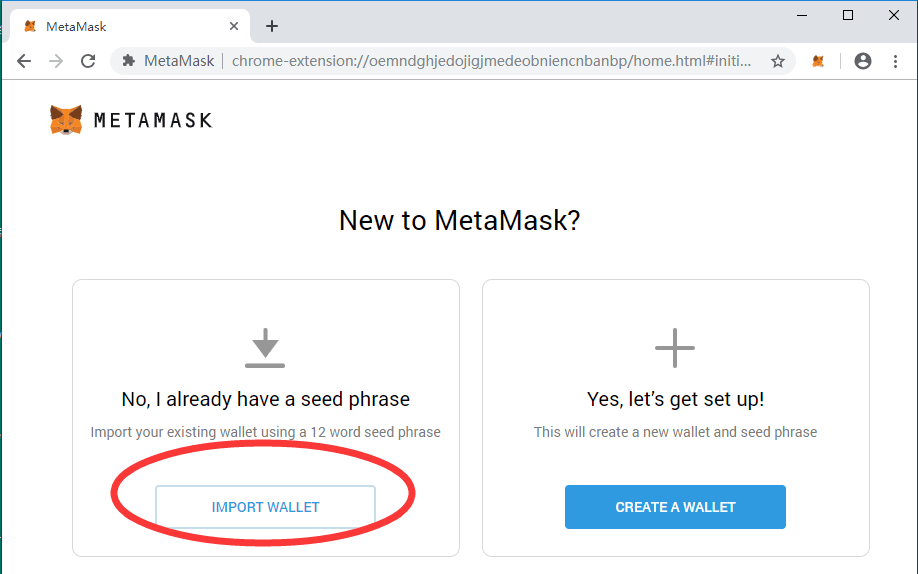 MetaMask
MetaMask chrome-extension://oemndghjedojigjmedeobniencnbanbp/home.html#initi...
METAMASK
New to MetaMask?
No, I already have a seed phrase
Import your existing wallet using a 12 word seed phrase
IMPORT WALLET
Yes, let’s get set up!
This will create a new wallet and seed phrase
CREATE A WALLET